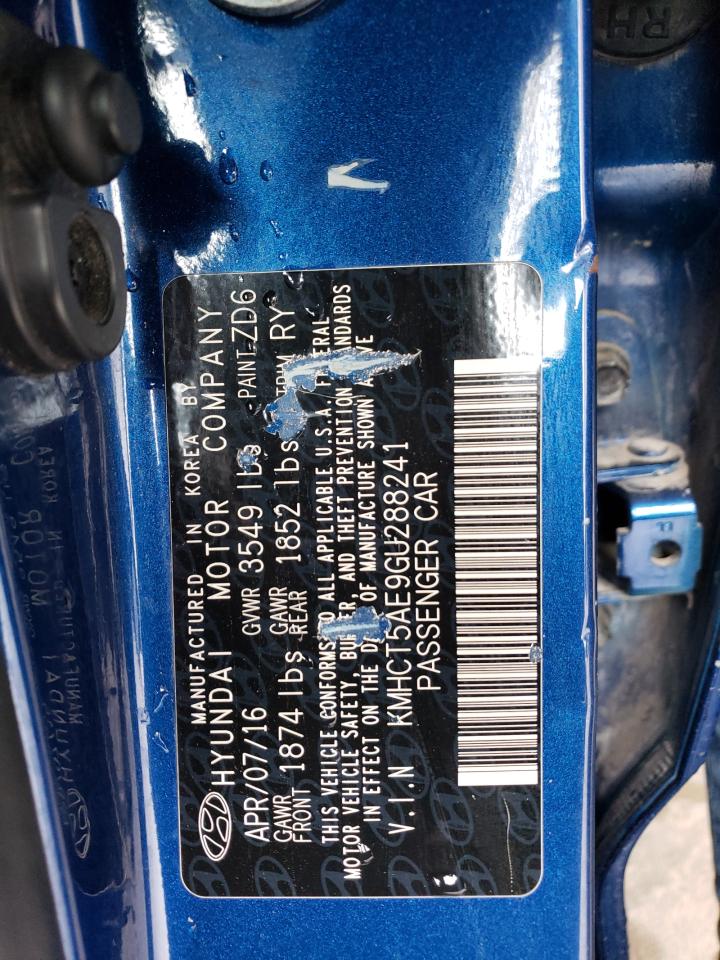 MANUFACTURED IN KOREA BY
HYUNDAI MOTOR COMPANY
APR/07/16 GVWR 3549 lbs PAINT ZD6
GAWR FRONT 1874 lbs GAWR REAR 1852 lbs TRIM RY
THIS VEHICLE CONFORMS TO ALL APPLICABLE U.S.A. FEDERAL
MOTOR VEHICLE SAFETY, BUMPER, AND THEFT PREVENTION STANDARDS
IN EFFECT ON THE OF MANUFACTURE SHOWN
V.I.N KMHCT5AE9GU288241
PASSENGER CAR
RH